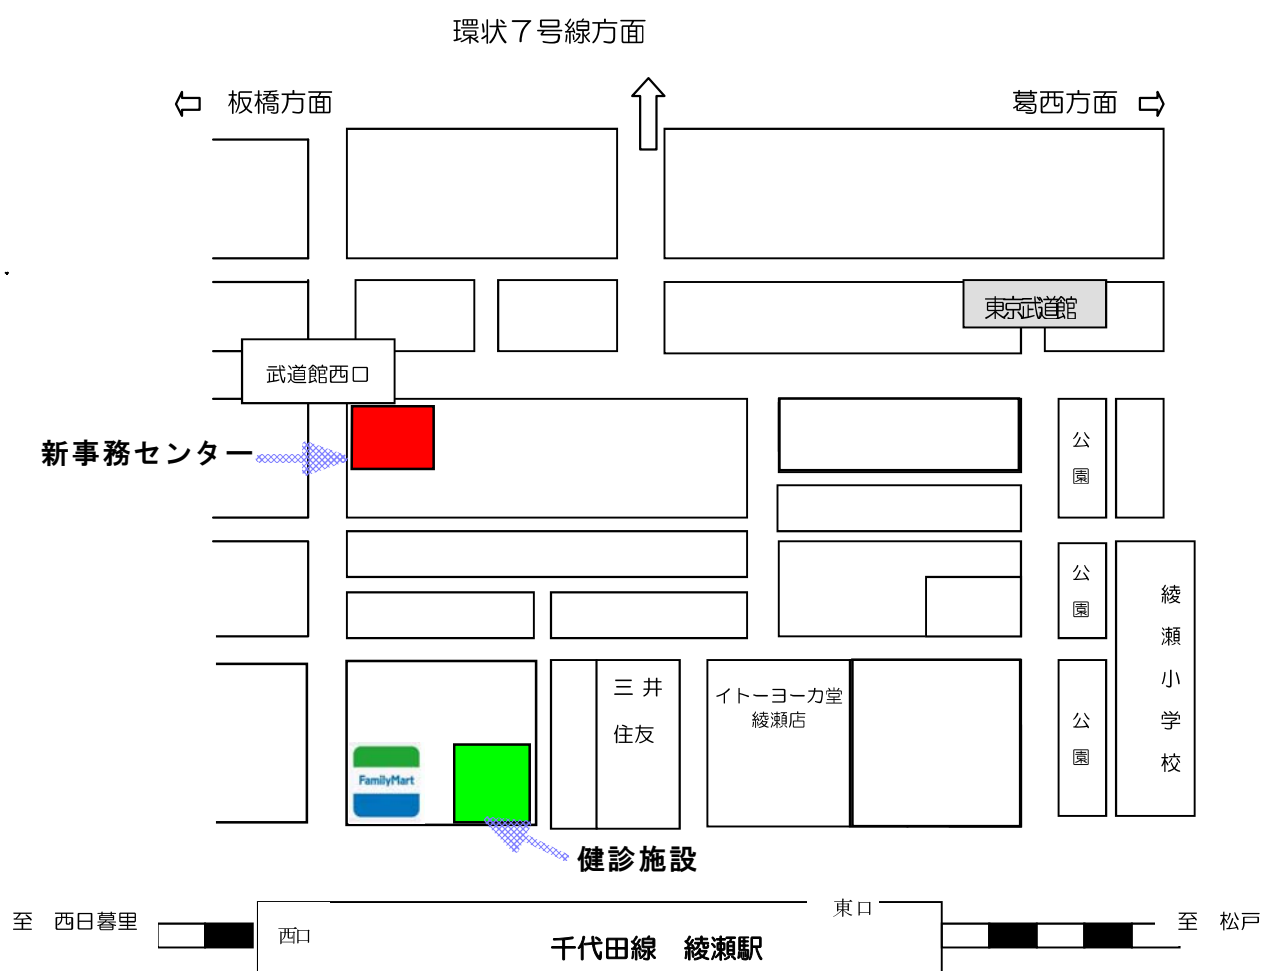 環状７号線方面
板橋方面
葛西方面
東京武道館
武道館西口
新事務センター
公園
公園
綾瀬小学校
三井
住友
イトーヨーカ堂
綾瀬店
公園
FamilyMart
健診施設
東口
至　西日暮里
西口
千代田線　綾瀬駅
至　松戸